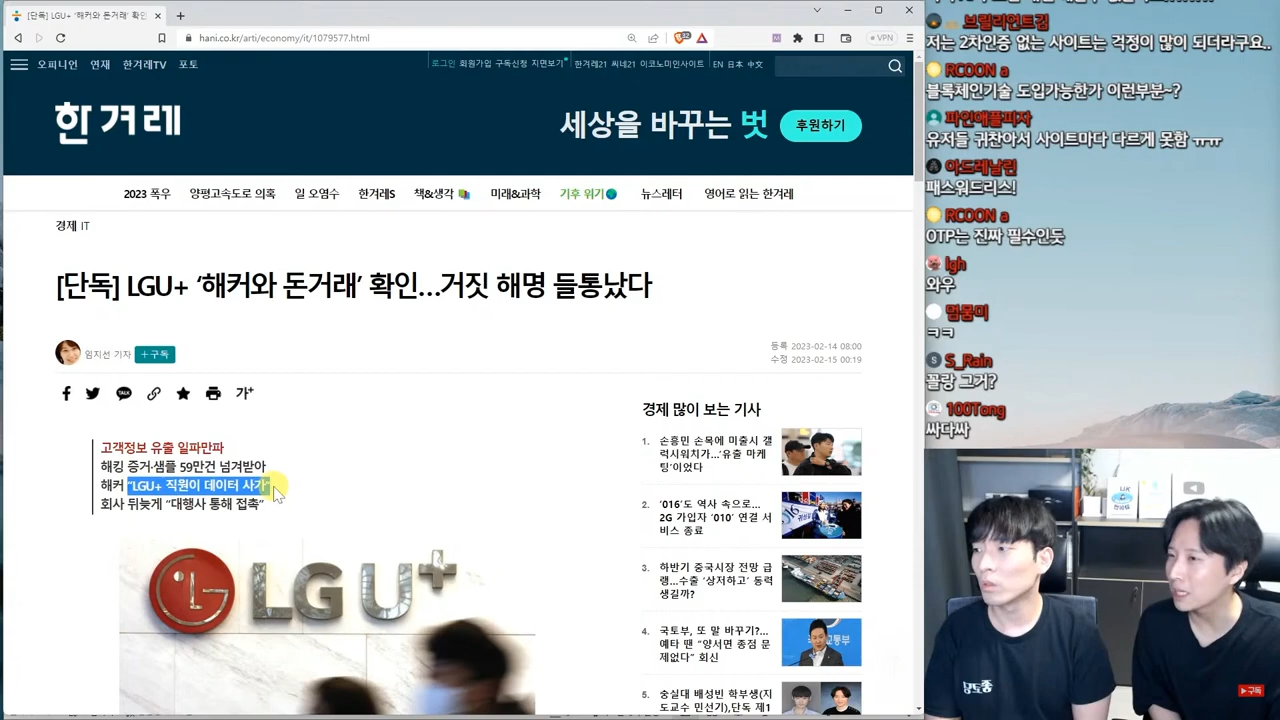 [단독] LGU+ “해커와 돈거래” 확인
hani.co.kr/arti/economy/it/1079577.html
VPN
오피니언 연재 한겨레TV 포토
로그인 회원가입 구독신청 지면보기 한겨레21 씨네21 이코노미인사이트 EN 日本 中文
한겨레
세상을 바꾸는 벗 후원하기
2023 폭우 양평고속도로 의혹 일 오염수 한겨레S 책&생각 미래&과학 기후 위기 뉴스레터 영어로 읽는 한겨레
경제 IT
[단독] LGU+ ‘해커와 돈거래’ 확인…거짓 해명 들통났다
임지선 기자 +구독
등록 2023-02-14 08:00
수정 2023-02-15 00:19
TALK 가+
고객정보 유출 일파만파
해킹 증거·샘플 59만건 넘겨받아
해커 “LGU+ 직원이 데이터 사가”
회사 뒤늦게 “대행사 통해 접촉”
LG U+
경제 많이 보는 기사
1. 손흥민 손목에 미출시 갤
럭시워치가…‘유출 마케
팅’이었다
2. ‘016’도 역사 속으로…
2G 가입자 ‘010’ 연결 서
비스 종료
3. 하반기 중국시장 전망 급
랭…수출 ‘상저하고’ 동력
생길까?
4. 국토부, 또 말 바꾸기?…
예타 땐 “양서면 종점 문
제없다” 회신
5. 숭실대 배성빈 학부생(지
도교수 민선기),단독 제1
브릴리언트김
저는 2차인증 없는 사이트는 걱정이 많이 되더라구요..
RCOON a
블록체인기술 도입가능한가 이런부분~?
파인애플피자
유저들 귀찬아서 사이트마다 다르게 못함 ㅠㅠ
아드레날린
패스워드리스!
RCOON a
OTP는 진짜 필수인듯
lgh
와우
멈뭄미
ㅋㅋ
S S_Rain
꼴랑 그거?
100Tong
싸다싸
구독